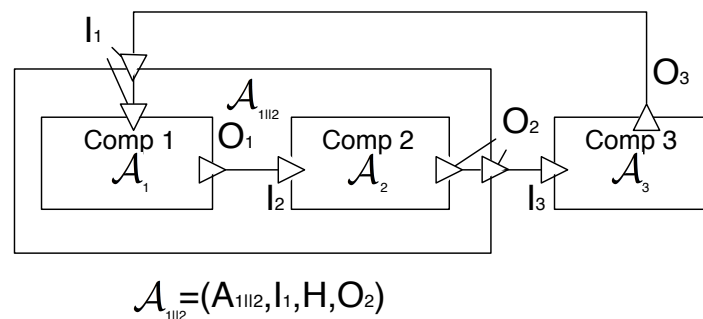 I₁
O₃
𝒜₁||₂
Comp 1
𝒜₁
O₁
I₂
Comp 2
𝒜₂
O₂
I₃
Comp 3
𝒜₃
𝒜₁||₂=(A₁||₂,I₁,H,O₂)